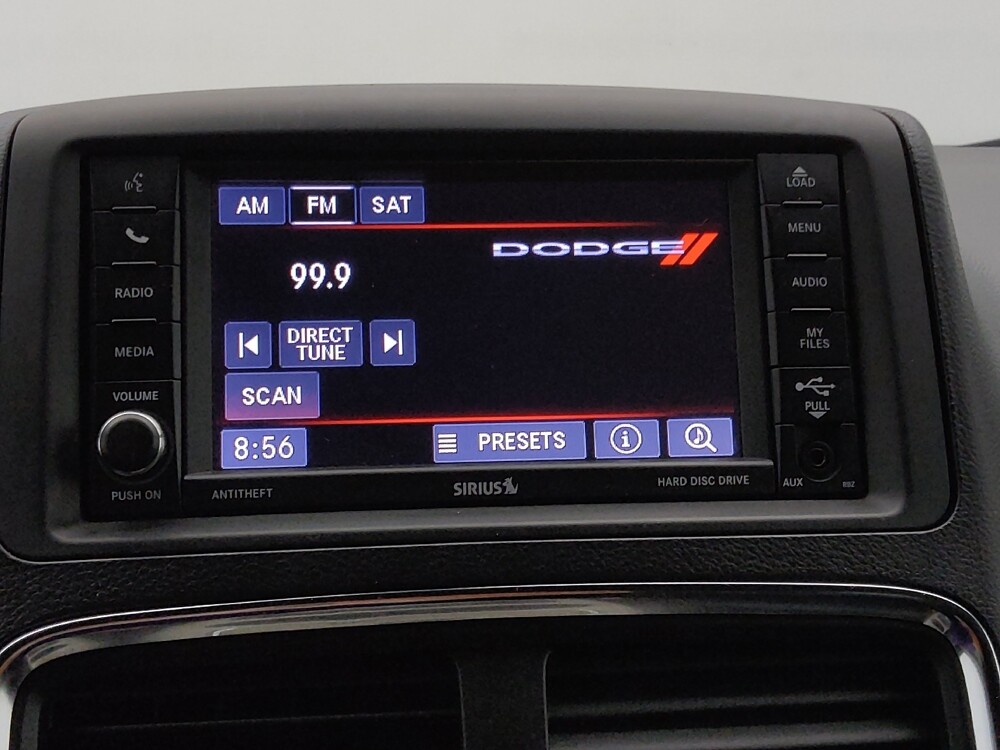 AM FM SAT
DODGE
99.9
DIRECT
TUNE
SCAN
8:56
PRESETS
RADIO
MEDIA
VOLUME
PUSH ON
LOAD
MENU
AUDIO
MY
FILES
PULL
AUX
RBZ
ANTITHEFT
SIRIUS
HARD DISC DRIVE